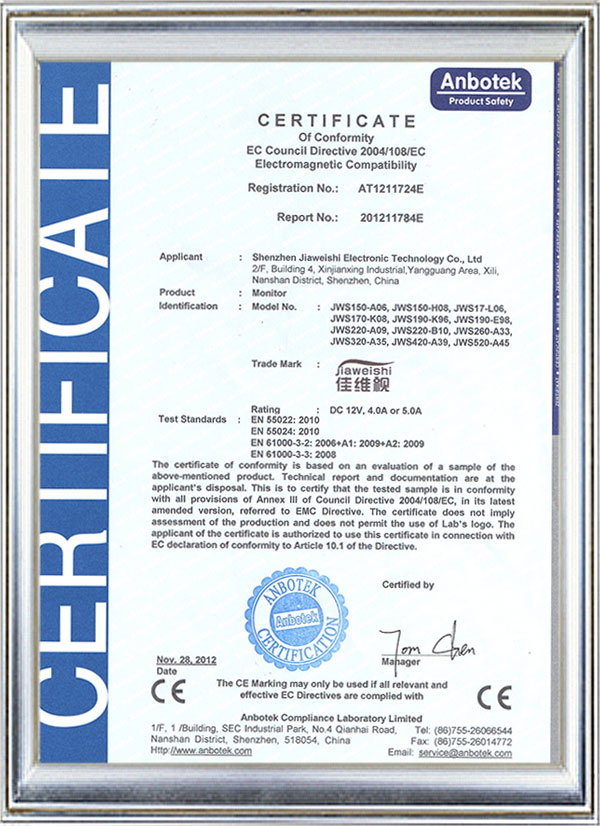 CERTIFICATE
Anbotek
Product Safety
CERTIFICATE
Of Conformity
EC Council Directive 2004/108/EC
Electromagnetic Compatibility
Registration No.: AT1211724E
Report No.: 201211784E
Applicant : Shenzhen Jiaweishi Electronic Technology Co., Ltd
2/F, Building 4, Xinjianxing Industrial,Yangguang Area, Xili,
Nanshan District, Shenzhen, China
Product : Monitor
Identification : Model No. : JWS150-A06, JWS150-H08, JWS17-L06,
JWS170-K08, JWS190-K96, JWS190-E98,
JWS220-A09, JWS220-B10, JWS260-A33,
JWS320-A35, JWS420-A39, JWS520-A45
Trade Mark : jiaweishi
佳维视
Rating : DC 12V, 4.0A or 5.0A
Test Standards : EN 55022: 2010
EN 55024: 2010
EN 61000-3-2: 2006+A1: 2009+A2: 2009
EN 61000-3-3: 2008
The certificate of conformity is based on an evaluation of a sample of the
above-mentioned product. Technical report and documentation are at the
applicant's disposal. This is to certify that the tested sample is in conformity
with all provisions of Annex III of Council Directive 2004/108/EC, in its latest
amended version, referred to EMC Directive. The certificate does not imply
assessment of the production and does not permit the use of Lab's logo. The
applicant of the certificate is authorized to use this certificate in connection with
EC declaration of conformity to Article 10.1 of the Directive.
ANBOTEK
Anbotek
CERTIFICATION
Certified by
Tom Chen
Manager
Nov. 28, 2012
Date
CE
The CE Marking may only be used if all relevant and
effective EC Directives are complied with
CE
Anbotek Compliance Laboratory Limited
1/F, 1 /Building, SEC Industrial Park, No.4 Qianhai Road, Tel: (86)755-26066544
Nanshan District, Shenzhen, 518054, China Fax: (86)755-26014772
Http://www.anbotek.com Email: service@anbotek.com